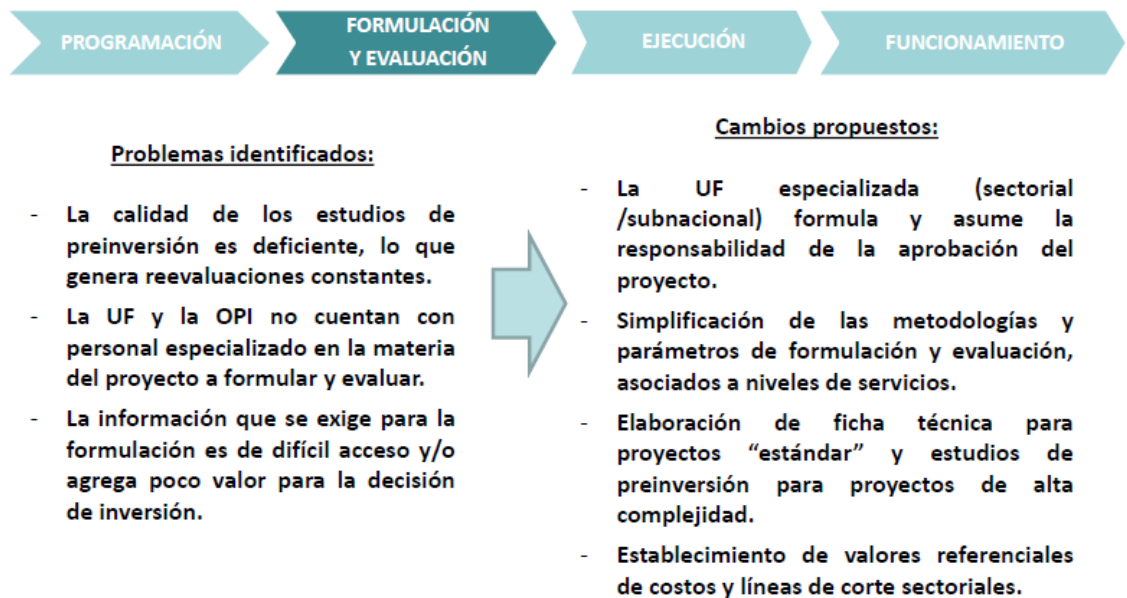 PROGRAMACIÓN
FORMULACIÓN
Y EVALUACIÓN
EJECUCIÓN
FUNCIONAMIENTO
Problemas identificados:
- La calidad de los estudios de
preinversión es deficiente, lo que
genera reevaluaciones constantes.
- La UF y la OPI no cuentan con
personal especializado en la materia
del proyecto a formular y evaluar.
- La información que se exige para la
formulación es de difícil acceso y/o
agrega poco valor para la decisión
de inversión.
Cambios propuestos:
- La UF especializada (sectorial
/subnacional) formula y asume la
responsabilidad de la aprobación del
proyecto.
- Simplificación de las metodologías y
parámetros de formulación y evaluación,
asociados a niveles de servicios.
- Elaboración de ficha técnica para
proyectos “estándar” y estudios de
preinversión para proyectos de alta
complejidad.
- Establecimiento de valores referenciales
de costos y líneas de corte sectoriales.